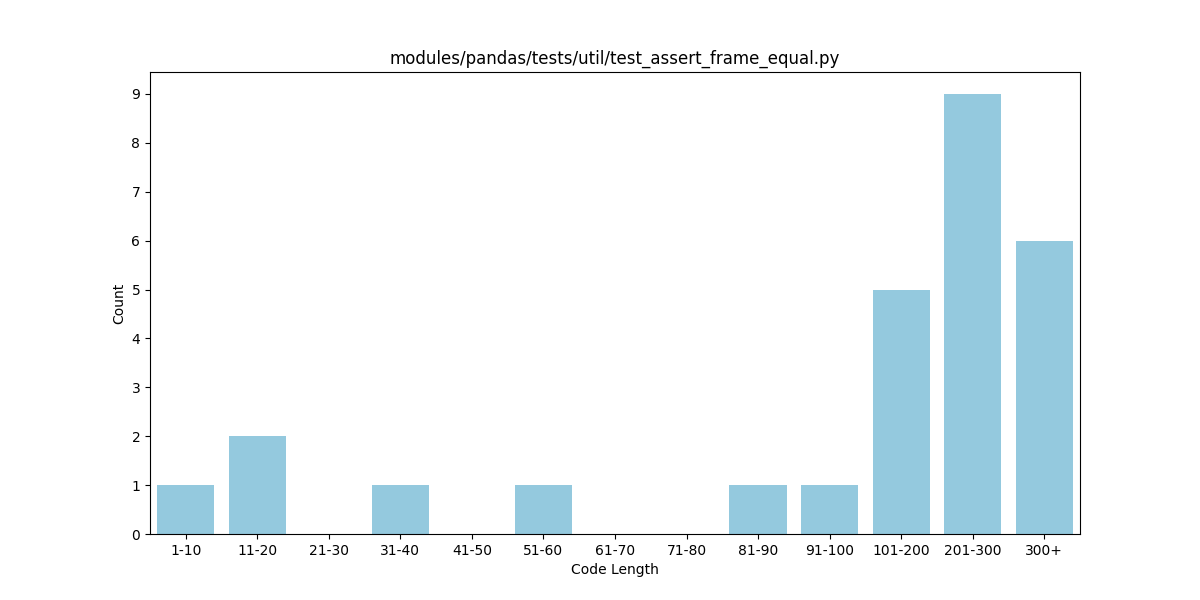 modules/pandas/tests/util/test_assert_frame_equal.py
9
8
7
6
5
4
3
2
1
0
Count
1-10 11-20 21-30 31-40 41-50 51-60 61-70 71-80 81-90 91-100 101-200 201-300 300+
Code Length